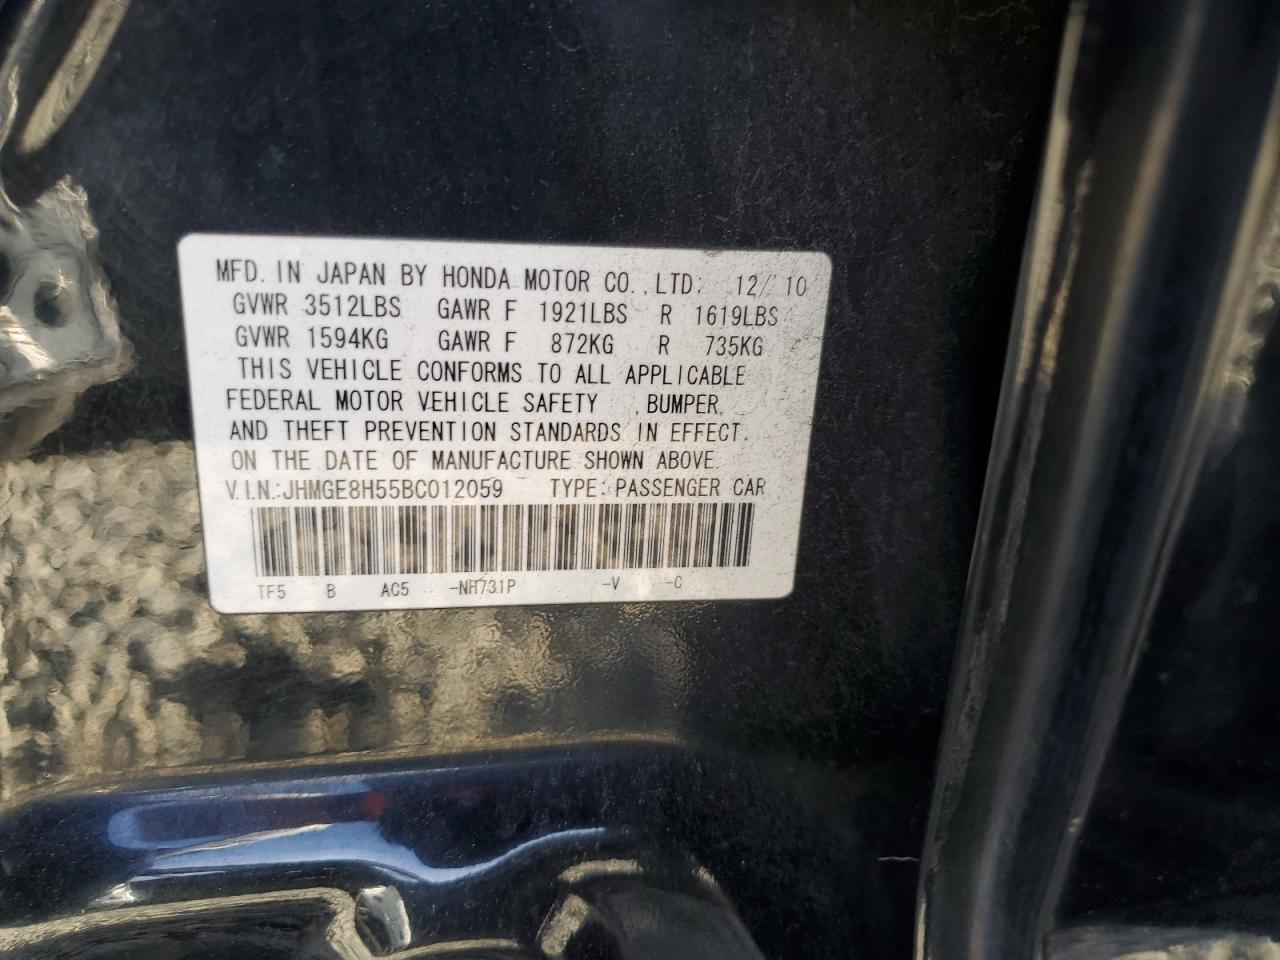 MFD. IN JAPAN BY HONDA MOTOR CO., LTD. 12/10
GVWR 3512LBS GAWR F 1921LBS R 1619LBS
GVWR 1594KG GAWR F 872KG R 735KG
THIS VEHICLE CONFORMS TO ALL APPLICABLE
FEDERAL MOTOR VEHICLE SAFETY , BUMPER,
AND THEFT PREVENTION STANDARDS IN EFFECT
ON THE DATE OF MANUFACTURE SHOWN ABOVE.
V.I.N.:JHMGE8H55BC012059 TYPE:PASSENGER CAR
TF5 B AC5 -NH731P -V -C